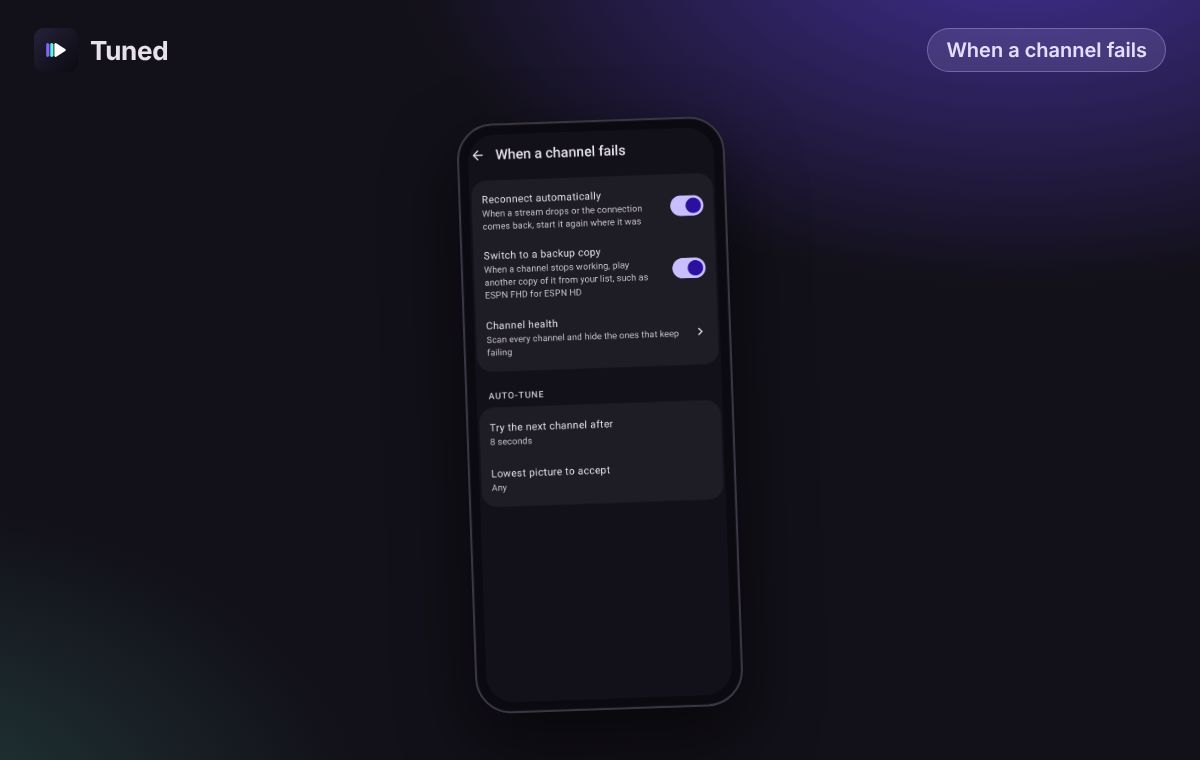 Tuned
When a channel fails
When a channel fails
Reconnect automatically
When a stream drops or the connection
comes back, start it again where it was
Switch to a backup copy
When a channel stops working, play
another copy of it from your list, such as
ESPN FHD for ESPN HD
Channel health
Scan every channel and hide the ones that keep
failing
AUTO-TUNE
Try the next channel after
8 seconds
Lowest picture to accept
Any